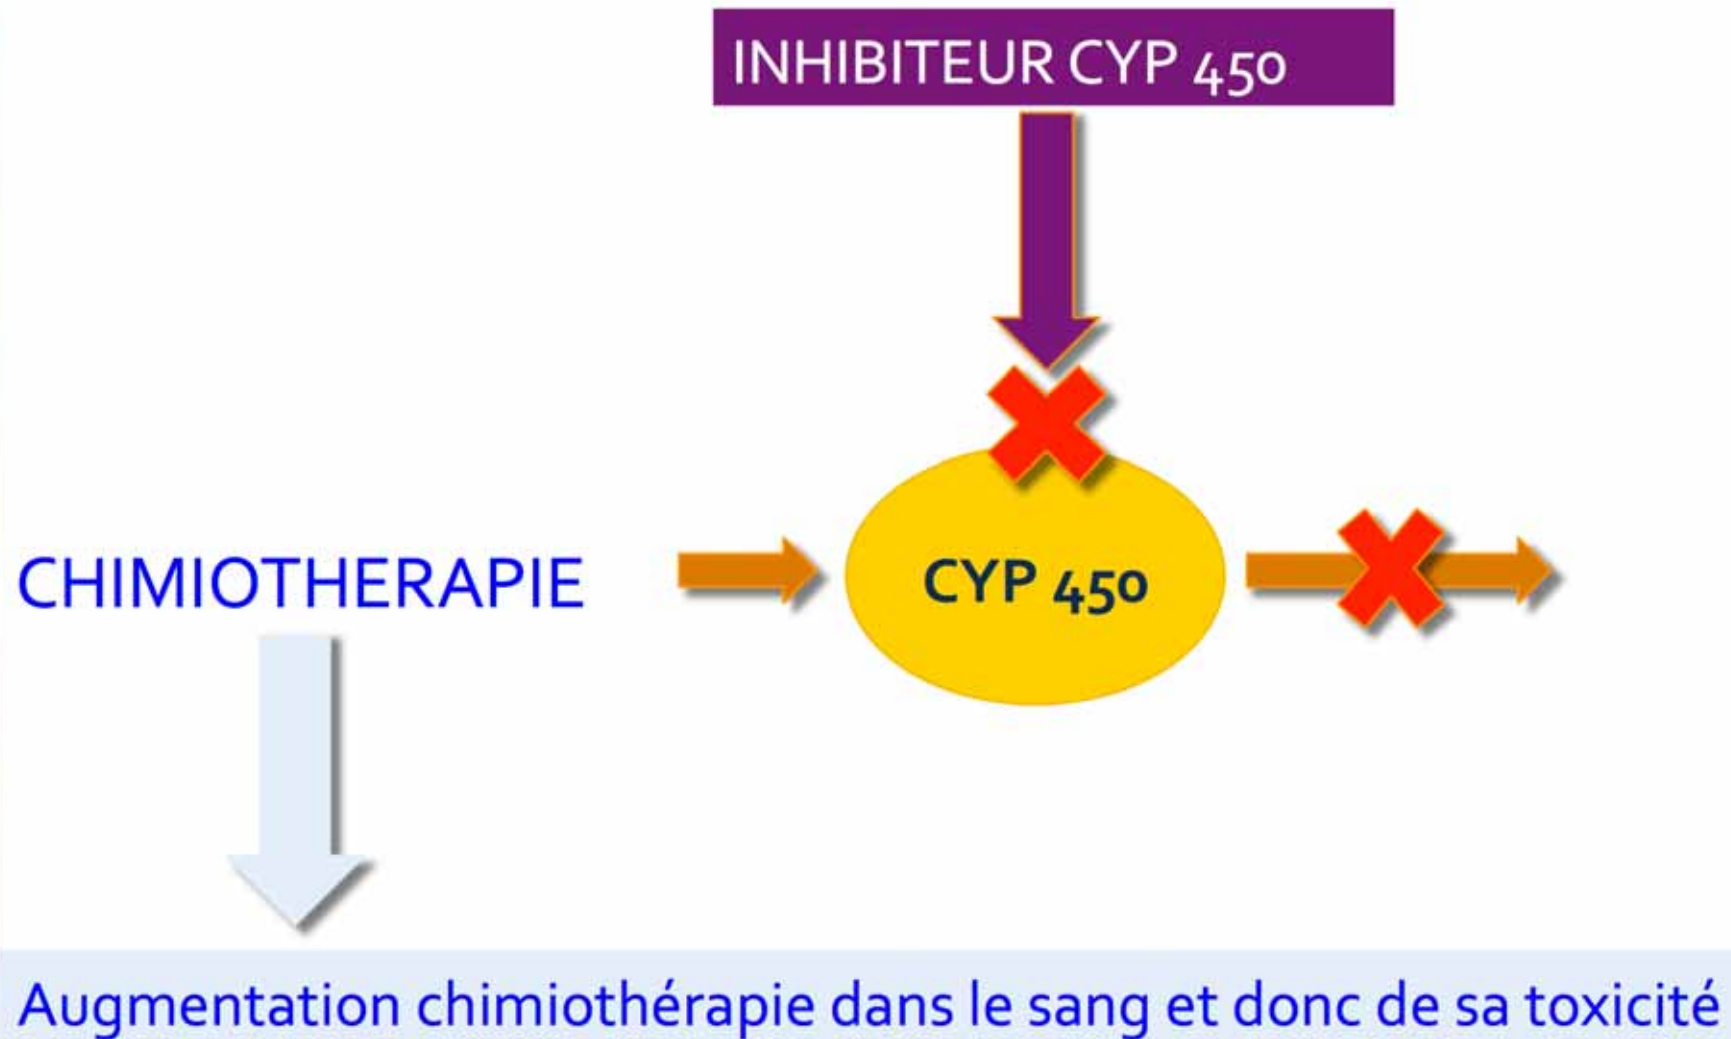 INHIBITEUR CYP 450
CHIMIOTHERAPIE
CYP 450
Augmentation chimiothérapie dans le sang et donc de sa toxicité